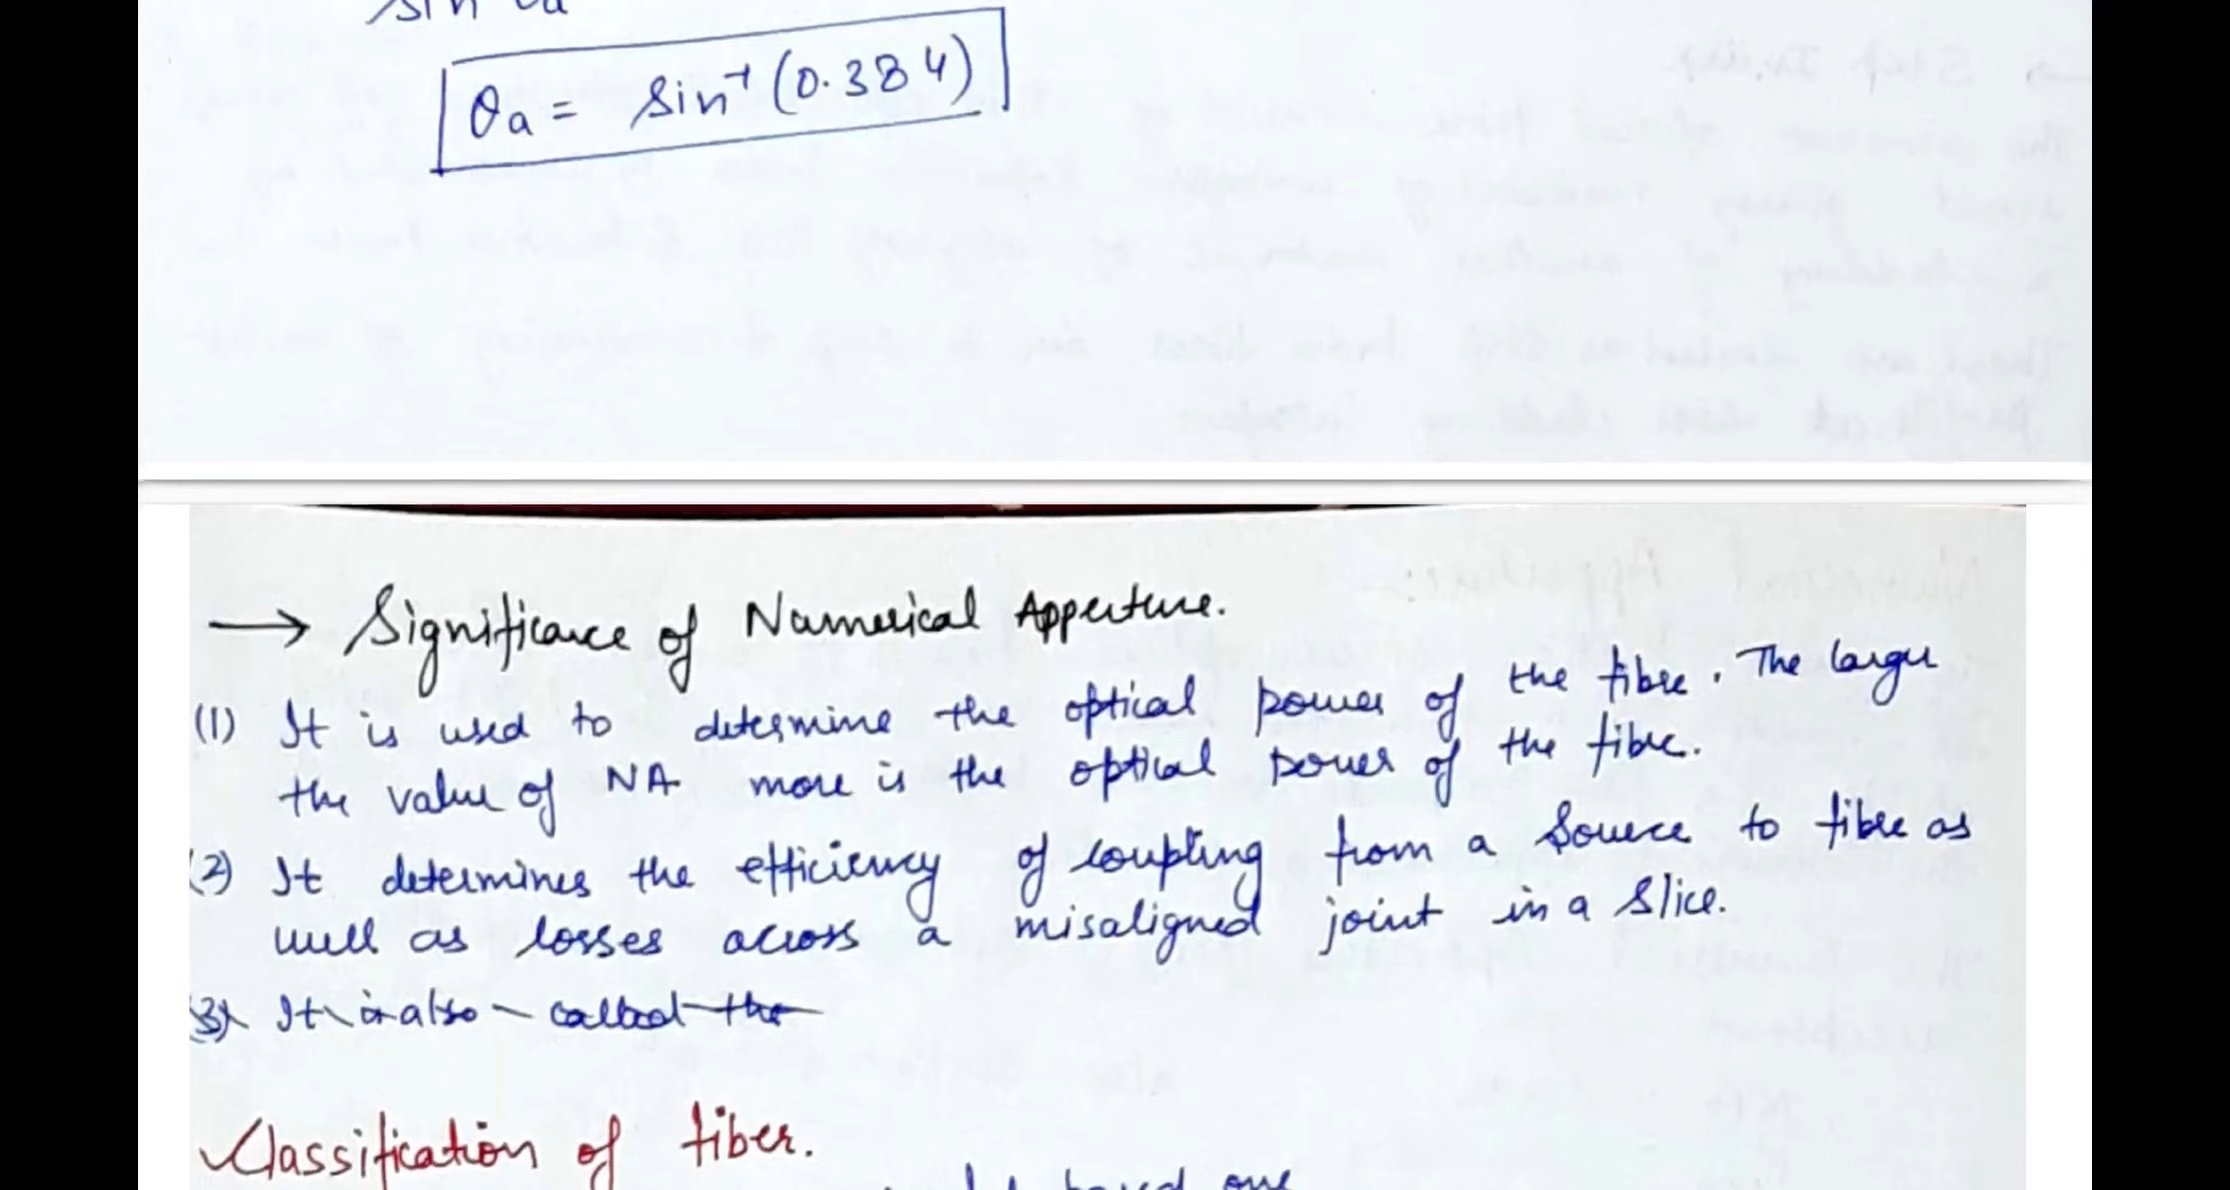 θa = sin⁻¹ (0.384)
→ Significance of Numerical Apperture.
(1) It is used to determine the optical power of the fibre. The larger
the value of NA more is the optical power of the fibre.
(2) It determines the efficiency of coupling from a source to fibre as
well as losses across a misaligned joint in a slice.
(3) It is also called the
Classification of fiber.
based one